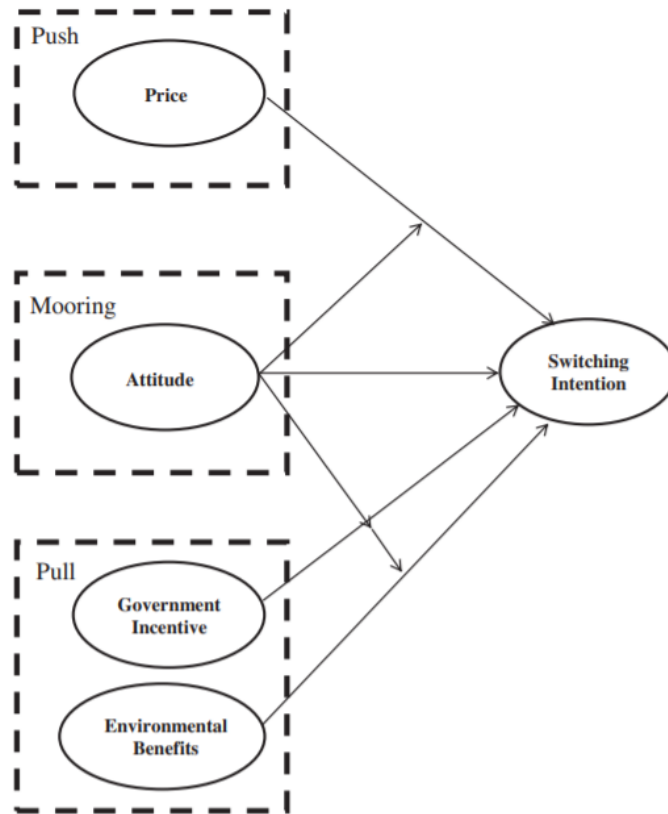 Push
Price
Mooring
Attitude
Switching
Intention
Pull
Government
Incentive
Environmental
Benefits